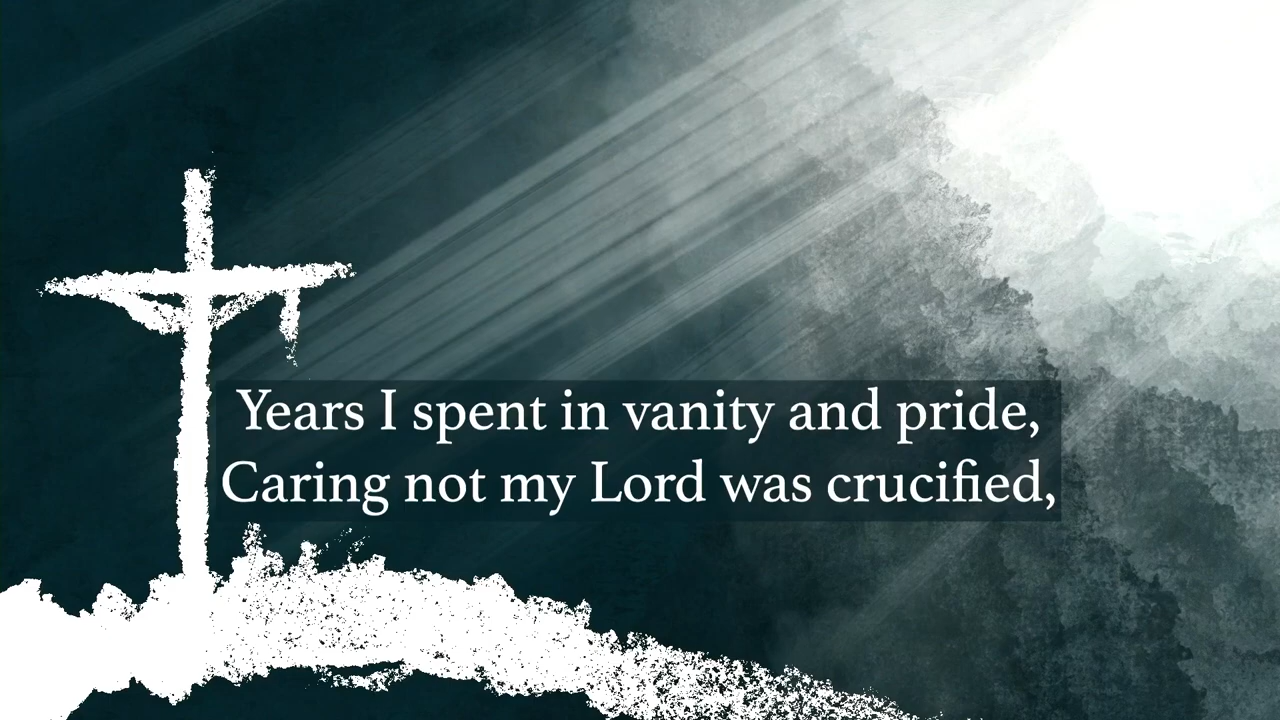 Years I spent in vanity and pride,
Caring not my Lord was crucified,